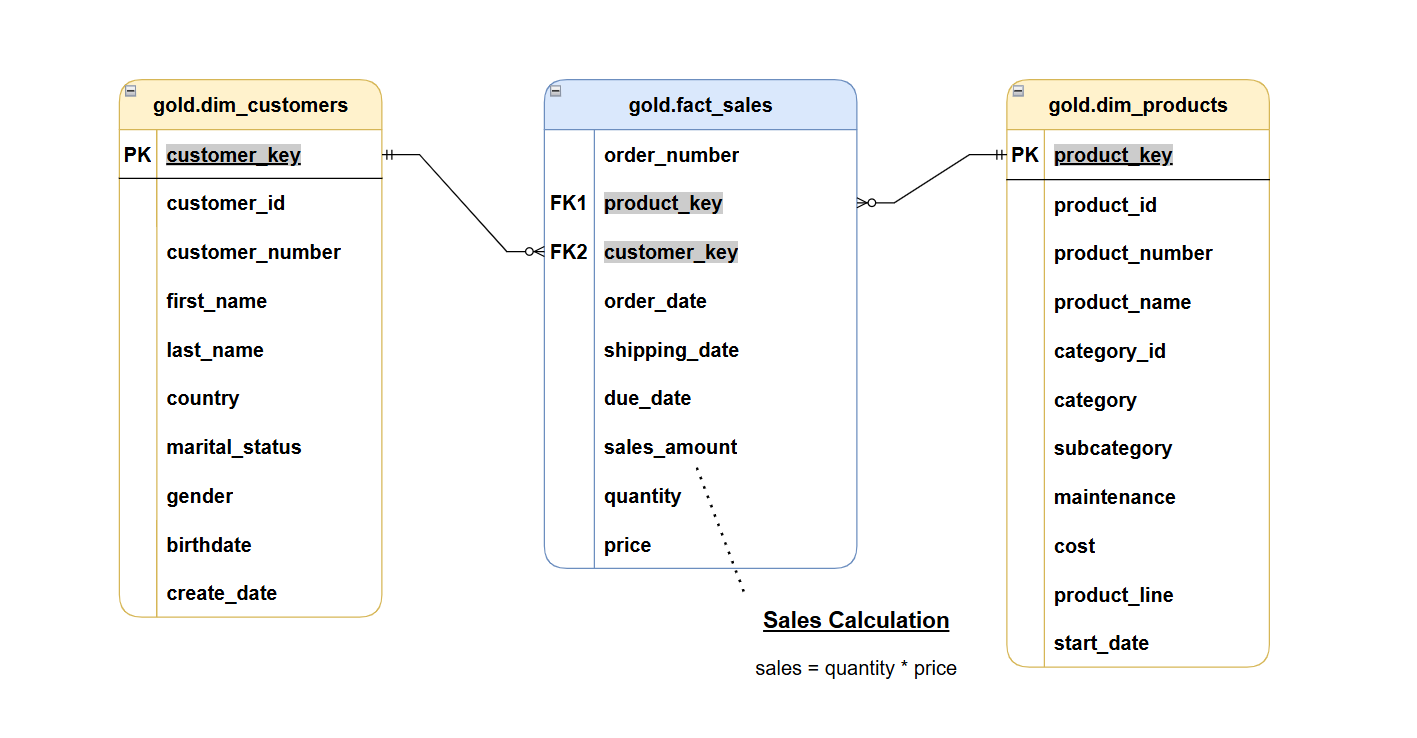 gold.dim_customers
PK customer_key
customer_id
customer_number
first_name
last_name
country
marital_status
gender
birthdate
create_date
gold.fact_sales
order_number
FK1 product_key
FK2 customer_key
order_date
shipping_date
due_date
sales_amount
quantity
price
Sales Calculation
sales = quantity * price
gold.dim_products
PK product_key
product_id
product_number
product_name
category_id
category
subcategory
maintenance
cost
product_line
start_date